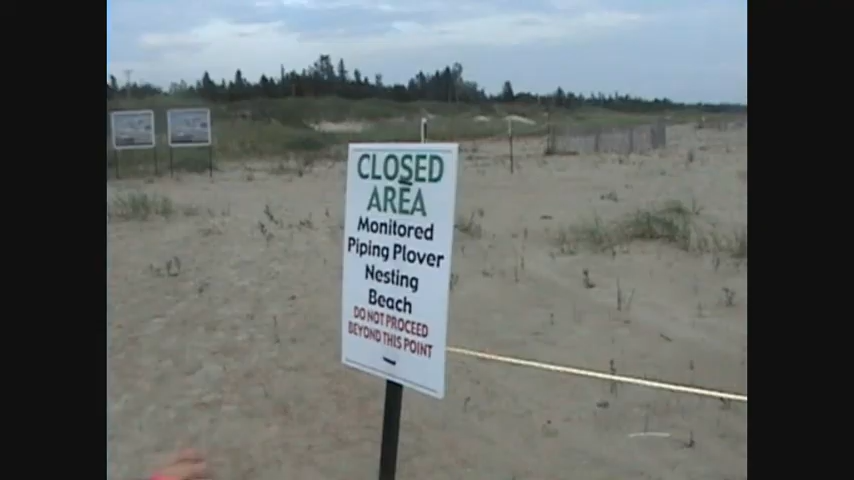 CLOSED
AREA
Monitored
Piping Plover
Nesting
Beach
DO NOT PROCEED
BEYOND THIS POINT